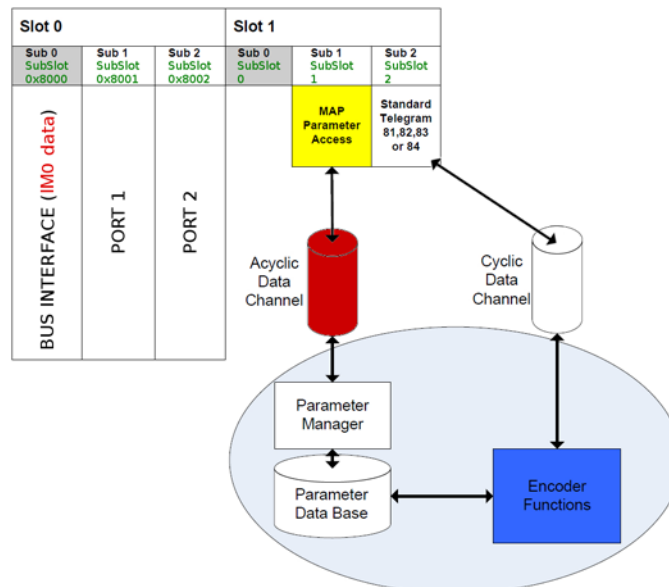 Slot 0
Slot 1
Sub 0
SubSlot
0x8000
Sub 1
SubSlot
0x8001
Sub 2
SubSlot
0x8002
Sub 0
SubSlot
0
Sub 1
SubSlot
1
Sub 2
SubSlot
2
BUS INTERFACE (IM0 data)
PORT 1
PORT 2
MAP
Parameter
Access
Standard
Telegram
81,82,83
or 84
Acyclic
Data
Channel
Cyclic
Data
Channel
Parameter
Manager
Parameter
Data Base
Encoder
Functions